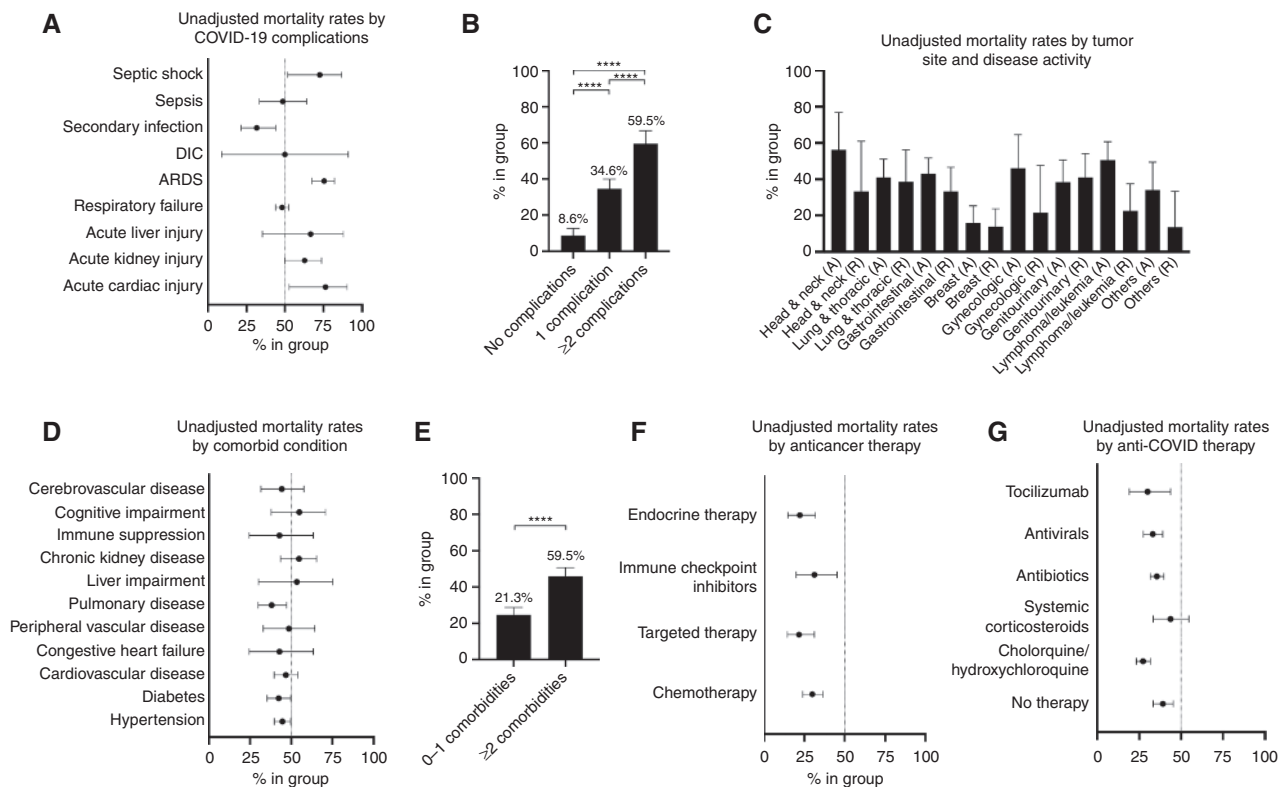 A
Unadjusted mortality rates by
COVID-19 complications
Septic shock
Sepsis
Secondary infection
DIC
ARDS
Respiratory failure
Acute liver injury
Acute kidney injury
Acute cardiac injury
0
25
50
75
100
% in group
B
% in group
100
80
60
40
20
0
****
****
****
8.6%
34.6%
59.5%
No complications
1 complication
≥2 complications
C
Unadjusted mortality rates by tumor
site and disease activity
% in group
100
80
60
40
20
0
Head & neck (A)
Head & neck (R)
Lung & thoracic (A)
Lung & thoracic (R)
Gastrointestinal (A)
Gastrointestinal (R)
Breast (A)
Breast (R)
Gynecologic (A)
Gynecologic (R)
Genitourinary (A)
Genitourinary (R)
Lymphoma/leukemia (A)
Lymphoma/leukemia (R)
Others (A)
Others (R)
D
Unadjusted mortality rates
by comorbid condition
Cerebrovascular disease
Cognitive impairment
Immune suppression
Chronic kidney disease
Liver impairment
Pulmonary disease
Peripheral vascular disease
Congestive heart failure
Cardiovascular disease
Diabetes
Hypertension
0
25
50
75
100
% in group
E
% in group
100
80
60
40
20
0
****
21.3%
59.5%
0–1 comorbidities
≥2 comorbidities
F
Unadjusted mortality rates
by anticancer therapy
Endocrine therapy
Immune checkpoint
inhibitors
Targeted therapy
Chemotherapy
0
25
50
75
100
% in group
G
Unadjusted mortality rates
by anti-COVID therapy
Tocilizumab
Antivirals
Antibiotics
Systemic
corticosteroids
Cholorquine/
hydroxychloroquine
No therapy
0
25
50
75
100
% in group